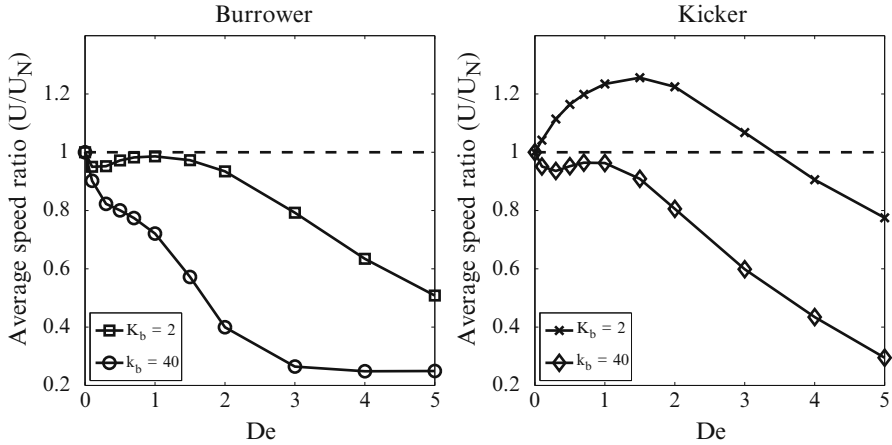 Burrower
Average speed ratio (U/U_N)
1.2
1
0.8
0.6
0.4
0.2
K_b = 2
k_b = 40
0 1 2 3 4 5
De
Kicker
Average speed ratio (U/U_N)
1.2
1
0.8
0.6
0.4
0.2
K_b = 2
k_b = 40
0 1 2 3 4 5
De